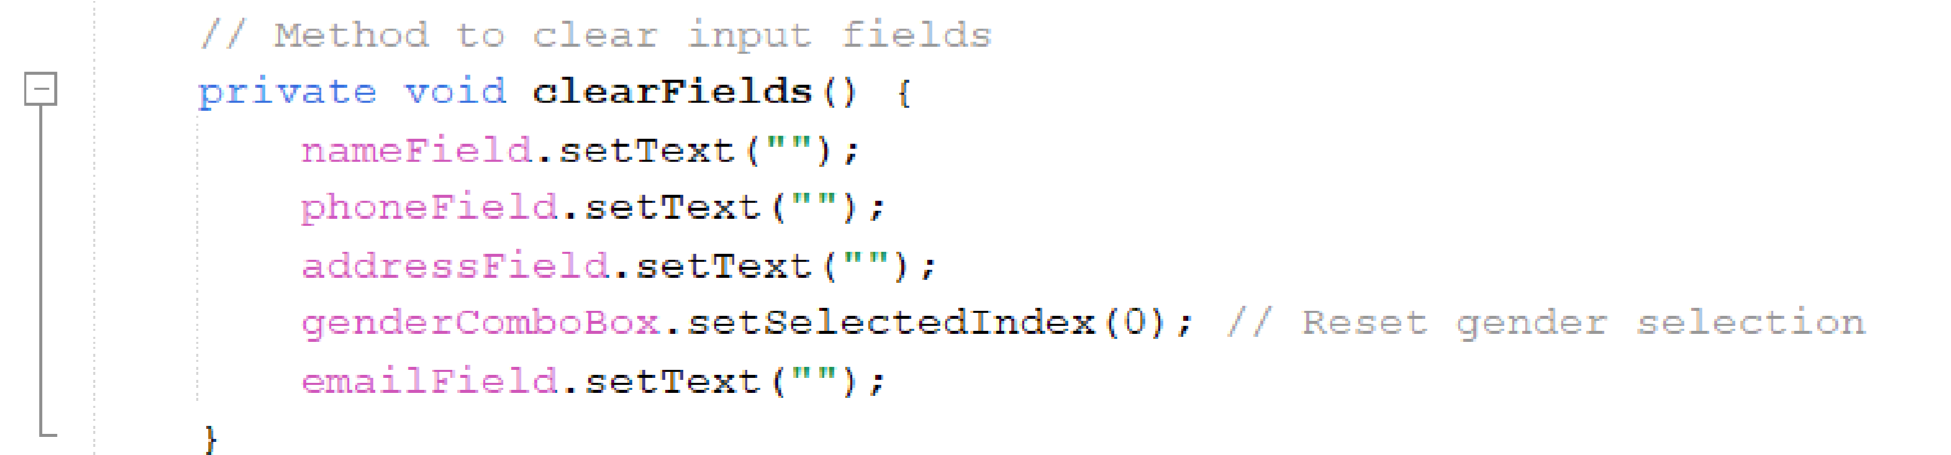 // Method to clear input fields
private void clearFields() {
nameField.setText("");
phoneField.setText("");
addressField.setText("");
genderComboBox.setSelectedIndex(0); // Reset gender selection
emailField.setText("");
}